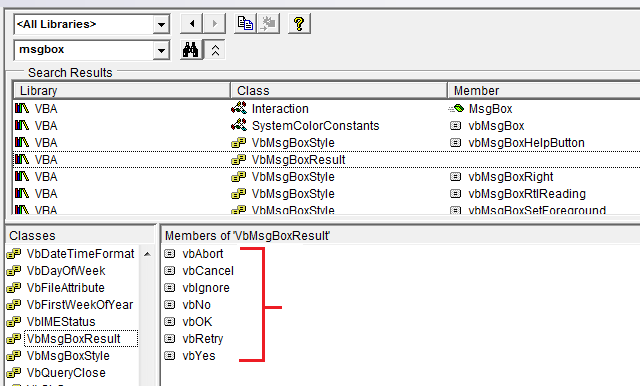 <All Libraries>
msgbox
Search Results
Library Class Member
VBA Interaction MsgBox
VBA SystemColorConstants vbMsgBox
VBA VbMsgBoxStyle vbMsgBoxHelpButton
VBA VbMsgBoxResult
VBA VbMsgBoxStyle vbMsgBoxRight
VBA VbMsgBoxStyle vbMsgBoxRtlReading
VBA VbMsgBoxStyle vbMsgBoxSetForeground
Classes Members of 'VbMsgBoxResult'
VbDateTimeFormat vbAbort
VbDayOfWeek vbCancel
VbFileAttribute vbIgnore
VbFirstWeekOfYear vbNo
VbIMEStatus vbOK
VbMsgBoxResult vbRetry
VbMsgBoxStyle vbYes
VbQueryClose